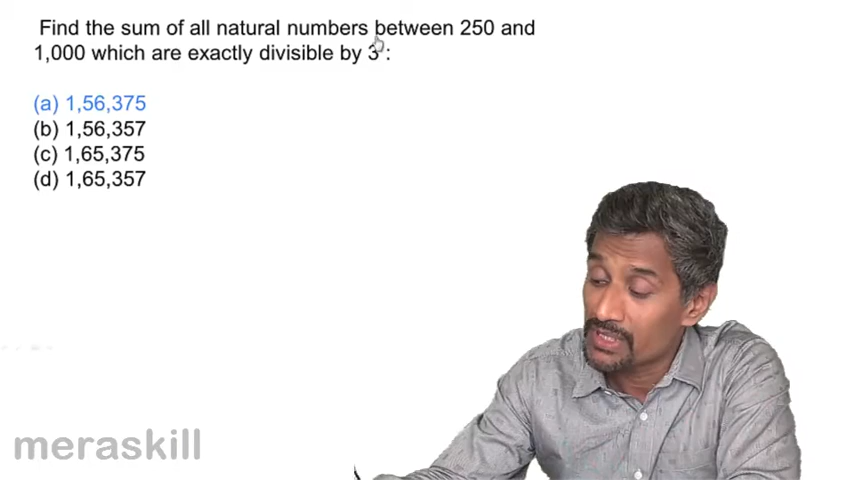 Find the sum of all natural numbers between 250 and
1,000 which are exactly divisible by 3 :
(a) 1,56,375
(b) 1,56,357
(c) 1,65,375
(d) 1,65,357
meraskill